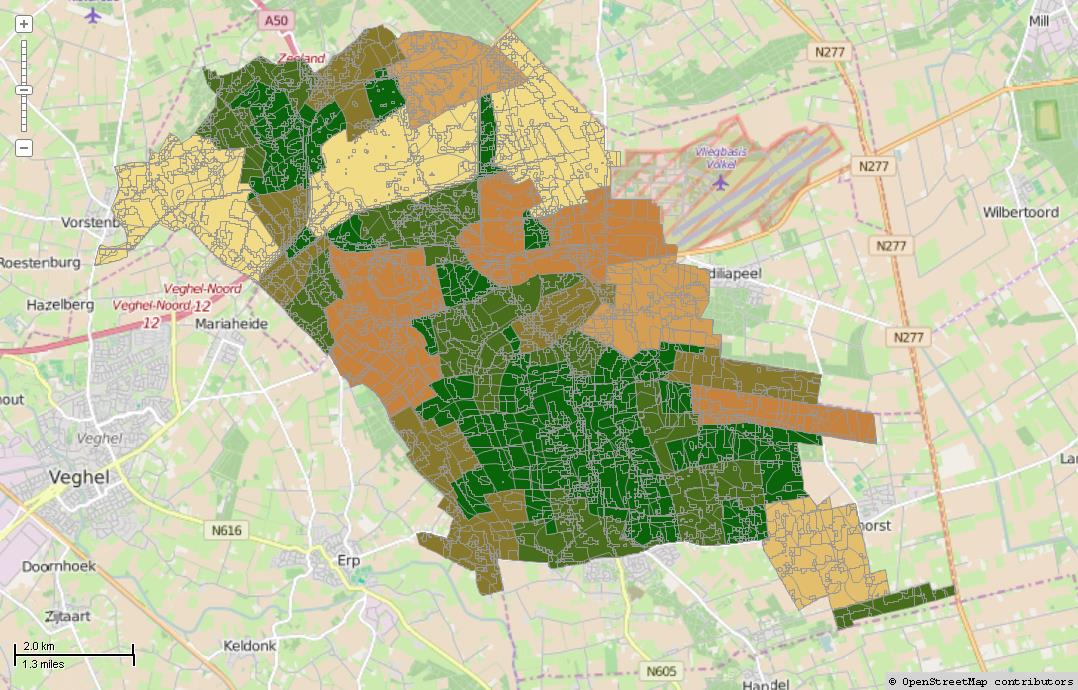 A50
Zeeland
N277
Mill
Vliegbasis
Volkel
N277
Wilbertoord
Vorstenb
N277
Roestenburg
diliapeel
Veghel-Noord
Hazelberg
Veghel-Noord 12
12
Mariaheide
N277
hout
Veghel
Veghel
La
N616
horst
Erp
Doornhoek
Zijtaart
Keldonk
2.0 km
1.3 miles
N605
Handel
© OpenStreetMap contributors